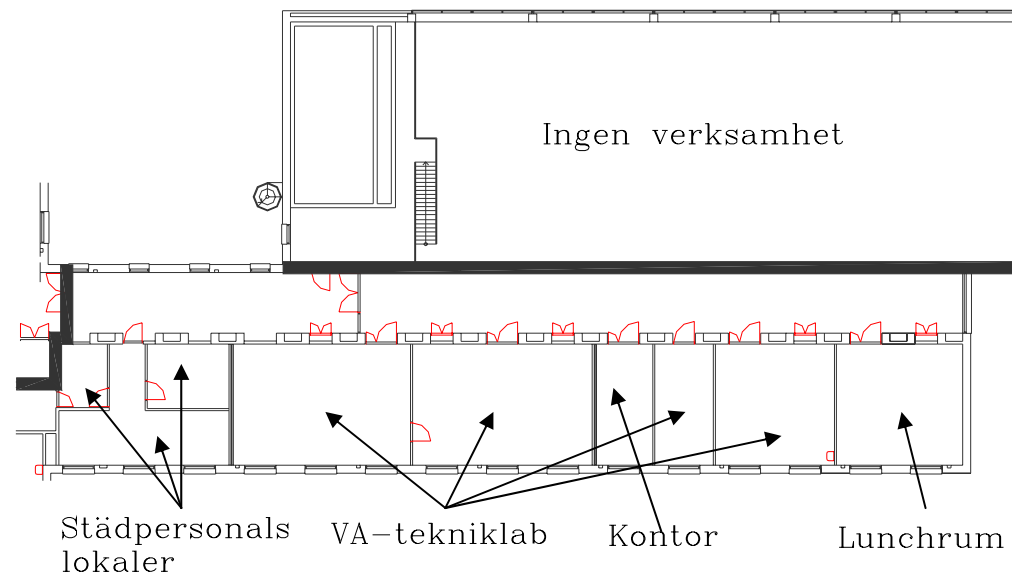 Ingen verksamhet
Städpersonals
lokaler
VA-tekniklab
Kontor
Lunchrum